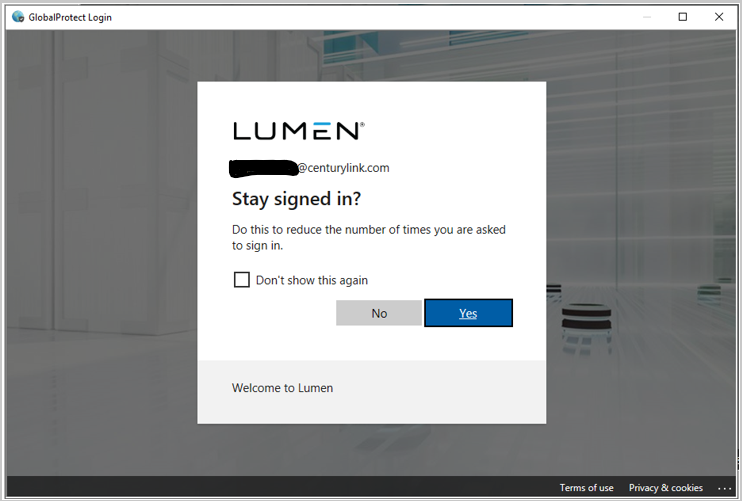 GlobalProtect Login
LUMEN®
@centurylink.com
Stay signed in?
Do this to reduce the number of times you are asked
to sign in.
Don't show this again
No
Yes
Welcome to Lumen
Terms of use
Privacy & cookies
...